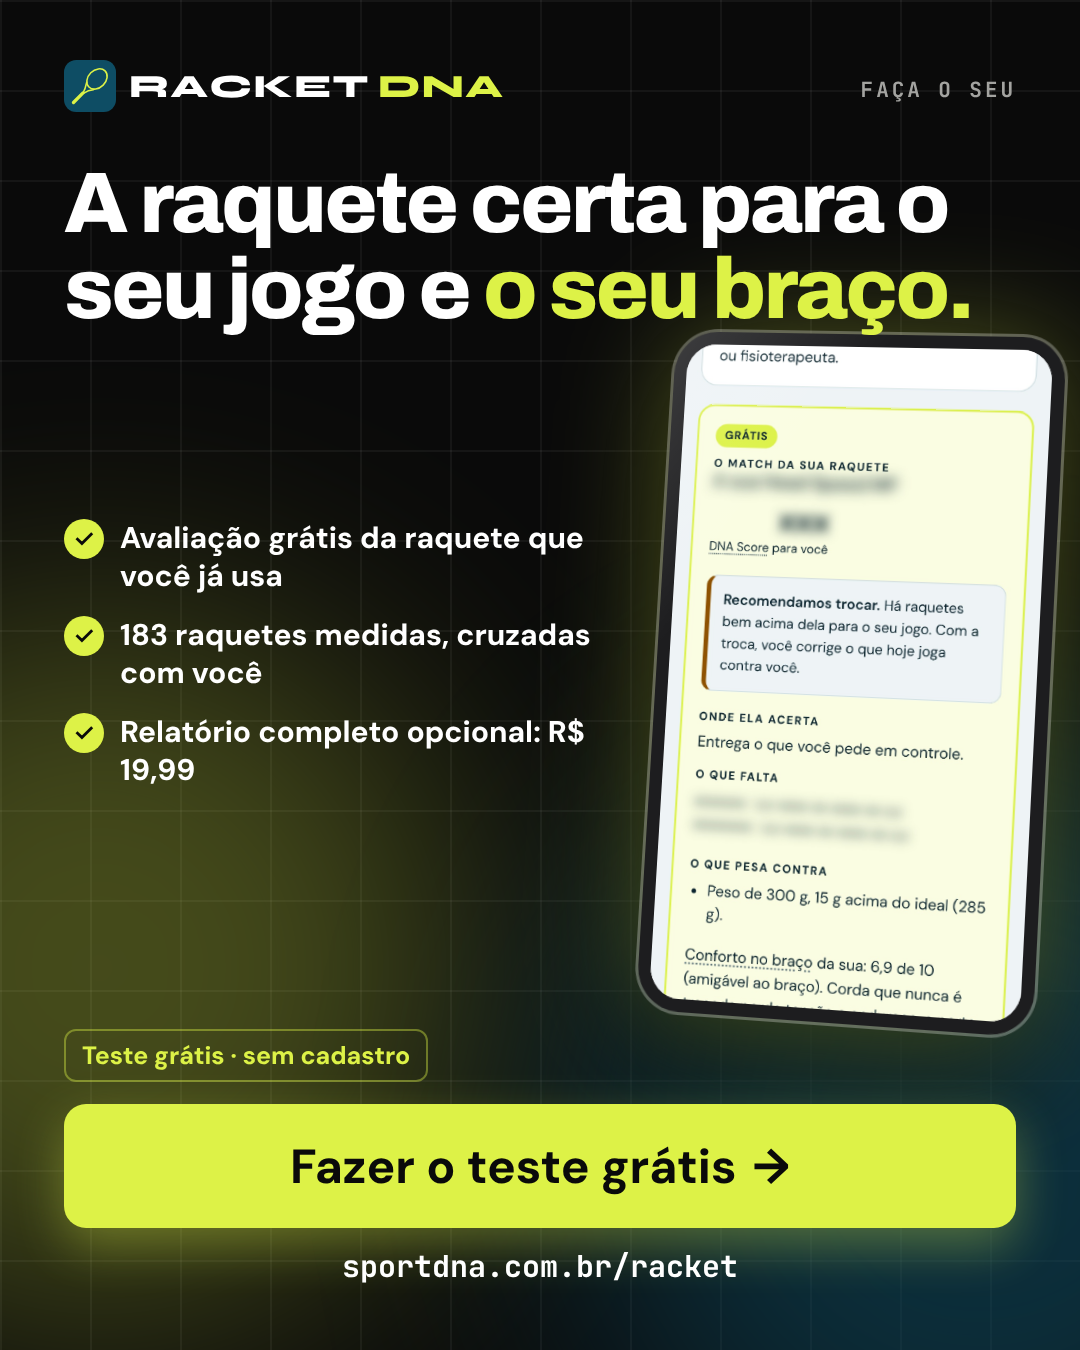 RACKET DNA
FAÇA O SEU
A raquete certa para o
seu jogo e o seu braço.
Avaliação grátis da raquete que
você já usa
183 raquetes medidas, cruzadas
com você
Relatório completo opcional: R$
19,99
ou fisioterapeuta.
GRÁTIS
O MATCH DA SUA RAQUETE
DNA Score para você
Recomendamos trocar. Há raquetes
bem acima dela para o seu jogo. Com a
troca, você corrige o que hoje joga
contra você.
ONDE ELA ACERTA
Entrega o que você pede em controle.
O QUE FALTA
O QUE PESA CONTRA
• Peso de 300 g, 15 g acima do ideal (285
g).
Conforto no braço da sua: 6,9 de 10
(amigável ao braço). Corda que nunca é
Teste grátis · sem cadastro
Fazer o teste grátis →
sportdna.com.br/racket